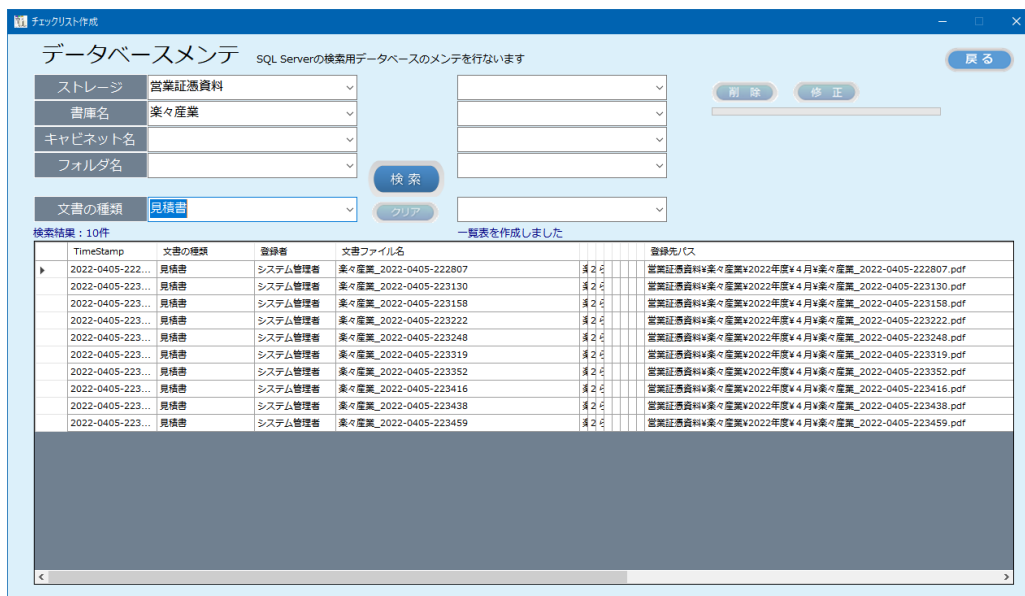 チェックリスト作成
データベースメンテ SQL Serverの検索用データベースのメンテを行ないます
戻る
ストレージ 営業証憑資料
削 除 修 正
書庫名 楽々産業
キャビネット名
フォルダ名
検 索
文書の種類 見積書
クリア
検索結果：10件 一覧表を作成しました
TimeStamp 文書の種類 登録者 文書ファイル名 登録先パス
2022-0405-222... 見積書 システム管理者 楽々産業_2022-0405-222807 楽 2 ら 営業証憑資料¥楽々産業¥2022年度¥４月¥楽々産業_2022-0405-222807.pdf
2022-0405-223... 見積書 システム管理者 楽々産業_2022-0405-223130 楽 2 ら 営業証憑資料¥楽々産業¥2022年度¥４月¥楽々産業_2022-0405-223130.pdf
2022-0405-223... 見積書 システム管理者 楽々産業_2022-0405-223158 楽 2 ら 営業証憑資料¥楽々産業¥2022年度¥４月¥楽々産業_2022-0405-223158.pdf
2022-0405-223... 見積書 システム管理者 楽々産業_2022-0405-223222 楽 2 ら 営業証憑資料¥楽々産業¥2022年度¥４月¥楽々産業_2022-0405-223222.pdf
2022-0405-223... 見積書 システム管理者 楽々産業_2022-0405-223248 楽 2 ら 営業証憑資料¥楽々産業¥2022年度¥４月¥楽々産業_2022-0405-223248.pdf
2022-0405-223... 見積書 システム管理者 楽々産業_2022-0405-223319 楽 2 ら 営業証憑資料¥楽々産業¥2022年度¥４月¥楽々産業_2022-0405-223319.pdf
2022-0405-223... 見積書 システム管理者 楽々産業_2022-0405-223352 楽 2 ら 営業証憑資料¥楽々産業¥2022年度¥４月¥楽々産業_2022-0405-223352.pdf
2022-0405-223... 見積書 システム管理者 楽々産業_2022-0405-223416 楽 2 ら 営業証憑資料¥楽々産業¥2022年度¥４月¥楽々産業_2022-0405-223416.pdf
2022-0405-223... 見積書 システム管理者 楽々産業_2022-0405-223438 楽 2 ら 営業証憑資料¥楽々産業¥2022年度¥４月¥楽々産業_2022-0405-223438.pdf
2022-0405-223... 見積書 システム管理者 楽々産業_2022-0405-223459 楽 2 ら 営業証憑資料¥楽々産業¥2022年度¥４月¥楽々産業_2022-0405-223459.pdf